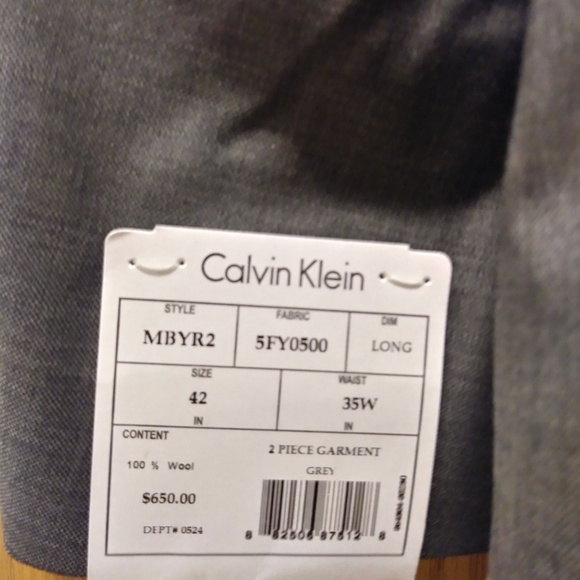 Calvin Klein
STYLE FABRIC DIM
MBYR2 5FY0500 LONG
SIZE WAIST
42 35W
IN IN
CONTENT
2 PIECE GARMENT
GREY
100 % Wool
$650.00
DEPT# 0524
8 82506 87512 8